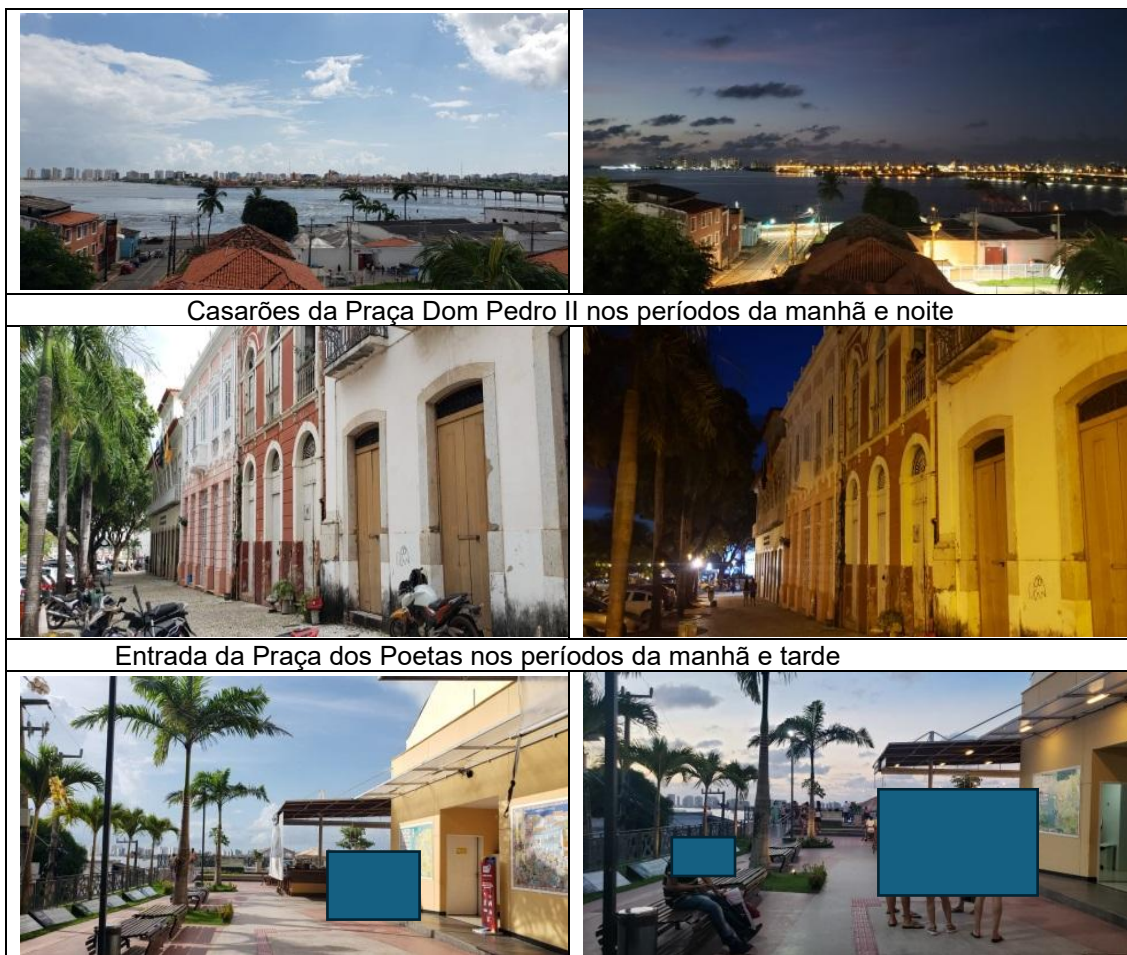 Casarões da Praça Dom Pedro II nos períodos da manhã e noite
Entrada da Praça dos Poetas nos períodos da manhã e tarde